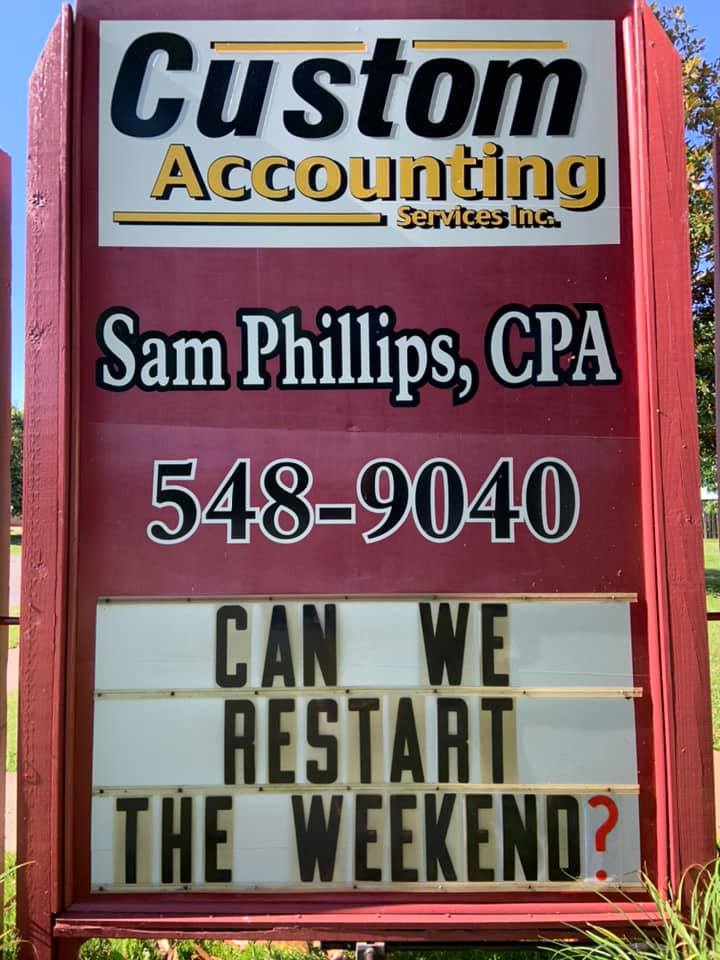 Custom
Accounting
Services Inc.
Sam Phillips, CPA
548-9040
CAN WE
RESTART
THE WEEKEND?